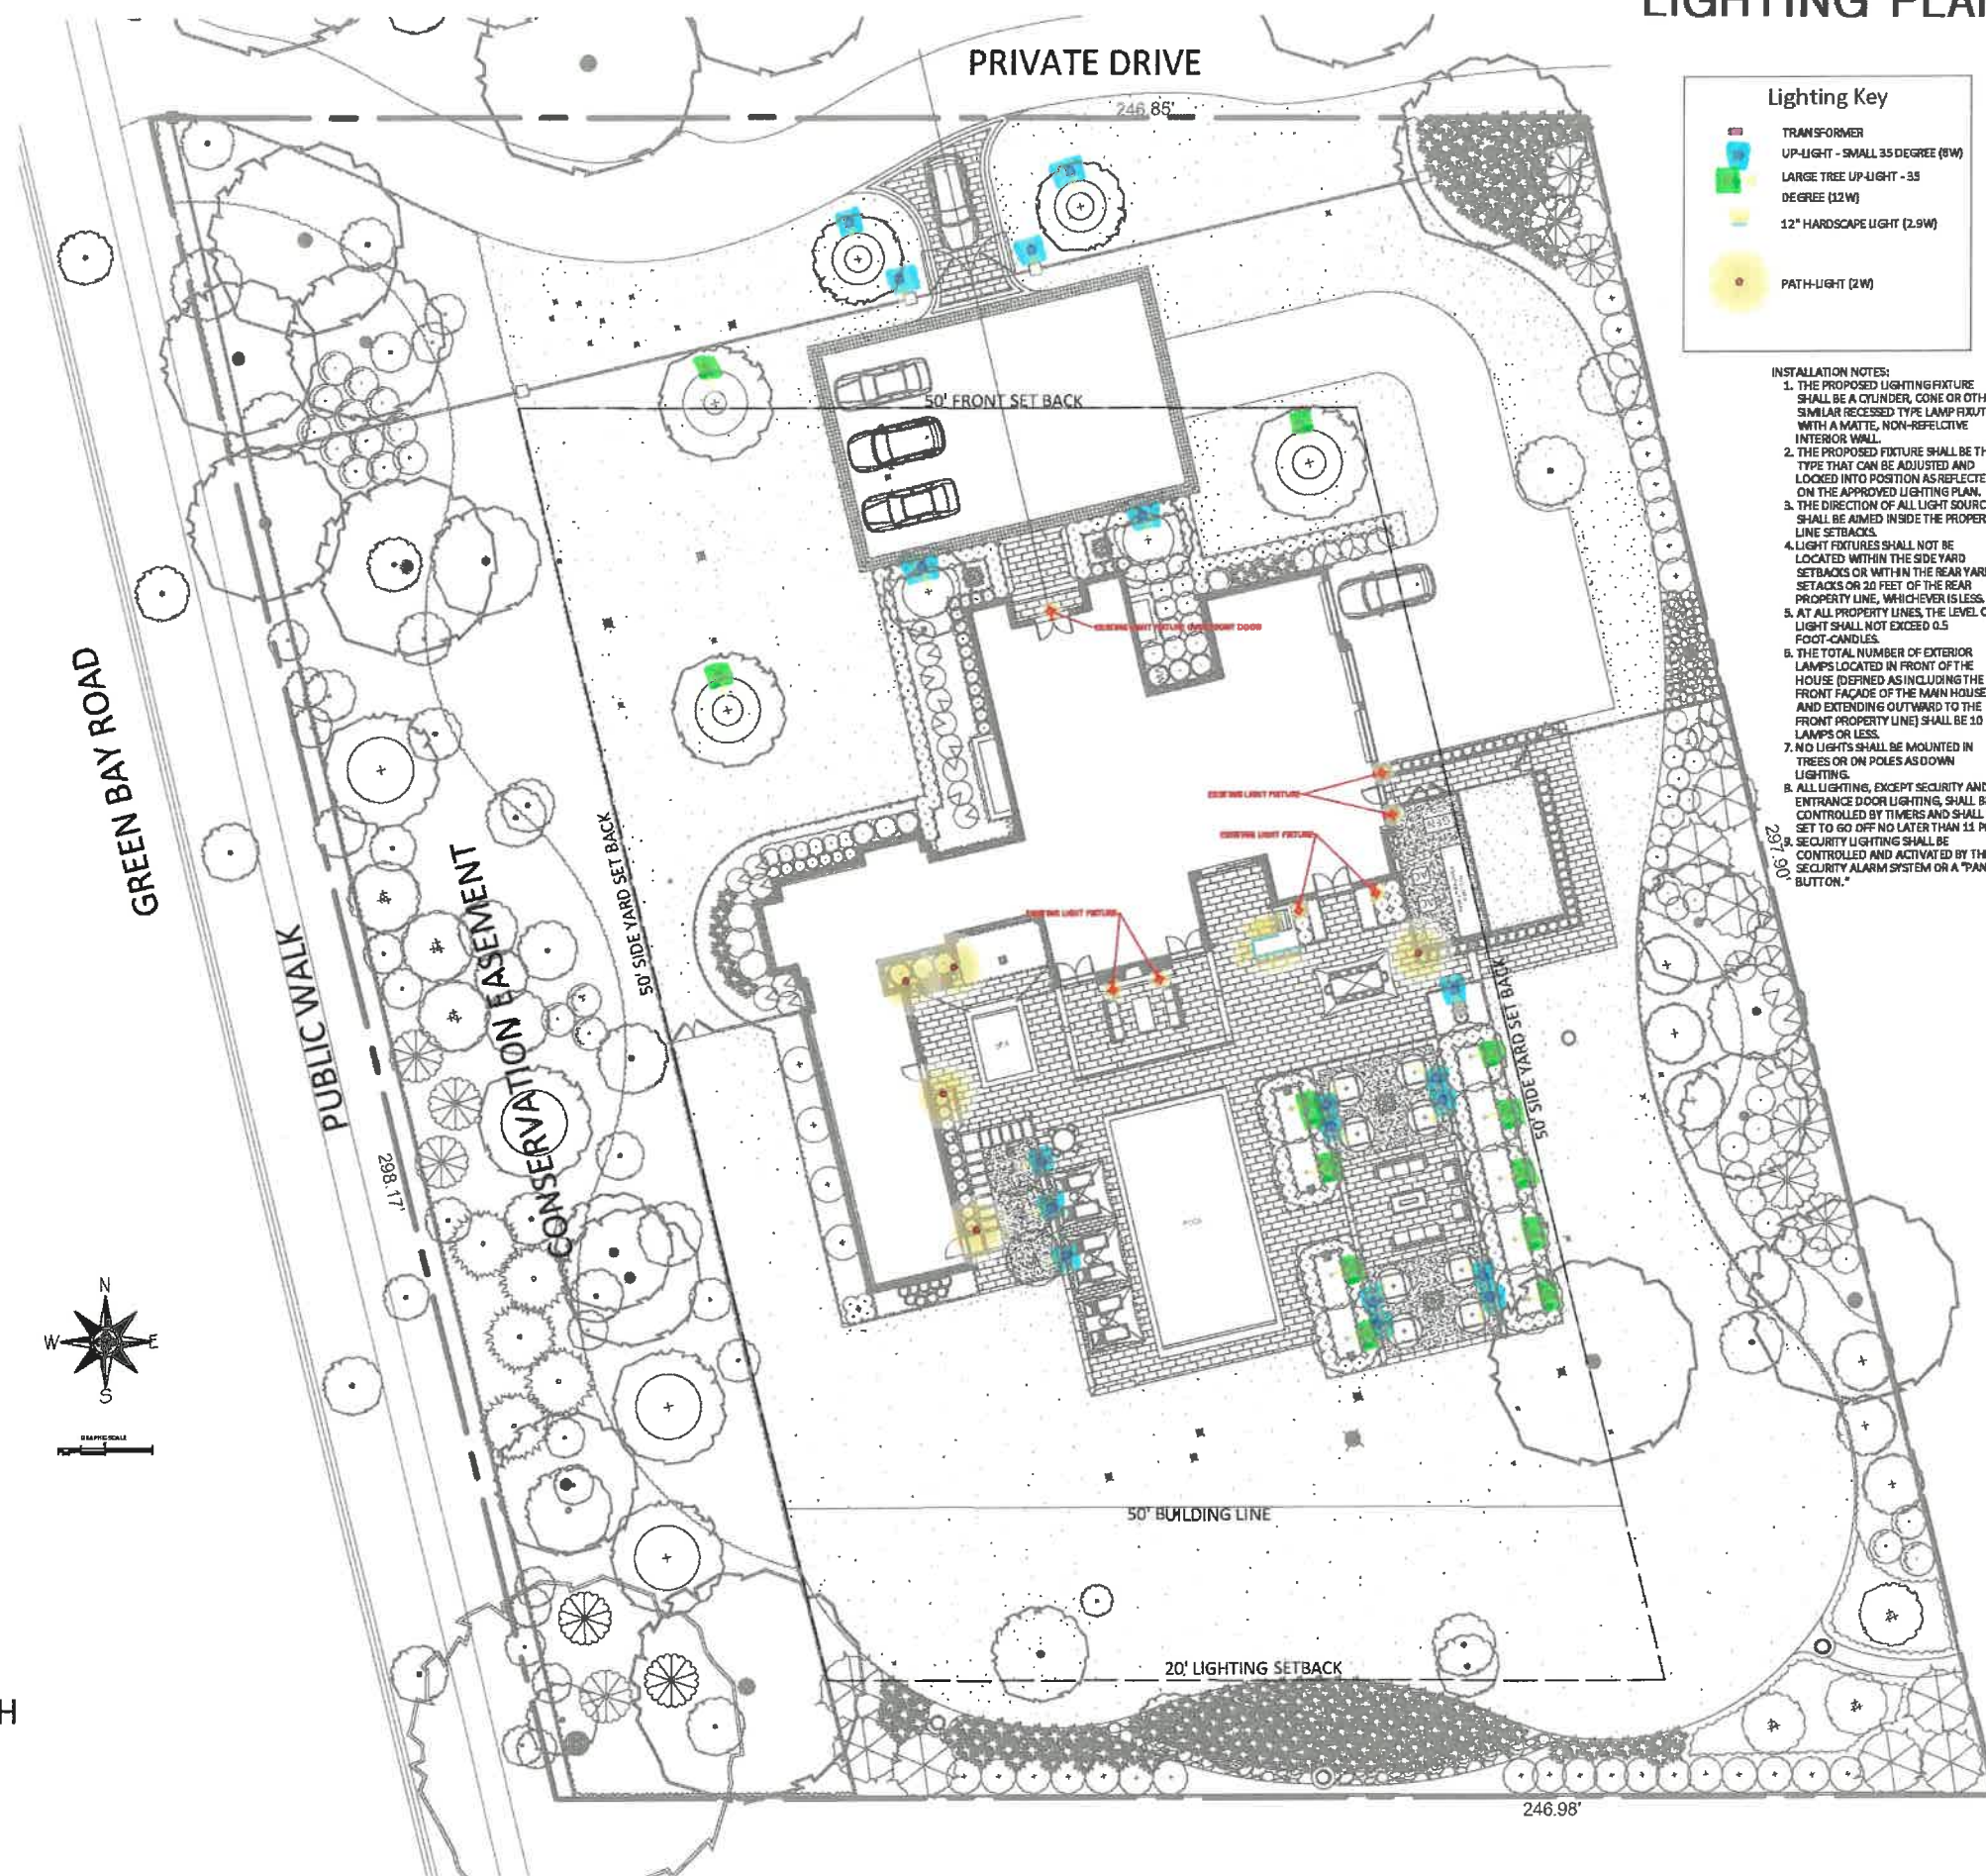 LIGHTING PLAN
PRIVATE DRIVE
246.85'
Lighting Key
TRANSFORMER
UP-LIGHT - SMALL 35 DEGREE (8W)
LARGE TREE UP-LIGHT - 35
DEGREE (12W)
12" HARDSCAPE LIGHT (2.9W)
PATH-LIGHT (2W)
INSTALLATION NOTES:
1. THE PROPOSED LIGHTING FIXTURE
SHALL BE A CYLINDER, CONE OR OTH
SIMILAR RECESSED TYPE LAMP FIXUT
WITH A MATTE, NON-REFELCTIVE
INTERIOR WALL.
2. THE PROPOSED FIXTURE SHALL BE TH
TYPE THAT CAN BE ADJUSTED AND
LOCKED INTO POSITION AS REFLECTE
ON THE APPROVED LIGHTING PLAN.
3. THE DIRECTION OF ALL LIGHT SOURC
SHALL BE AIMED INSIDE THE PROPER
LINE SETBACKS.
4. LIGHT FIXTURES SHALL NOT BE
LOCATED WITHIN THE SIDE YARD
SETBACKS OR WITHIN THE REAR YAR
SETACKS OR 20 FEET OF THE REAR
PROPERTY LINE, WHICHEVER IS LESS.
5. AT ALL PROPERTY LINES, THE LEVEL O
LIGHT SHALL NOT EXCEED 0.5
FOOT-CANDLES.
6. THE TOTAL NUMBER OF EXTERIOR
LAMPS LOCATED IN FRONT OF THE
HOUSE (DEFINED AS INCLUDING THE
FRONT FAÇADE OF THE MAIN HOUSE
AND EXTENDING OUTWARD TO THE
FRONT PROPERTY LINE) SHALL BE 10
LAMPS OR LESS.
7. NO LIGHTS SHALL BE MOUNTED IN
TREES OR ON POLES AS DOWN
LIGHTING.
8. ALL LIGHTING, EXCEPT SECURITY AND
ENTRANCE DOOR LIGHTING, SHALL B
CONTROLLED BY TIMERS AND SHALL
SET TO GO OFF NO LATER THAN 11 P
9. SECURITY LIGHTING SHALL BE
CONTROLLED AND ACTIVATED BY TH
SECURITY ALARM SYSTEM OR A "PAN
BUTTON."
50' FRONT SET BACK
EXISTING LIGHT FIXTURE OVER FRONT DOOR
GREEN BAY ROAD
PUBLIC WALK
CONSERVATION EASEMENT
50' SIDE YARD SET BACK
EXISTING LIGHT FIXTURE
EXISTING LIGHT FIXTURE
EXISTING LIGHT FIXTURE
297.90'
50' SIDE YARD SET BACK
SPA
POOL
298.17'
N
W
E
S
GRAPHIC SCALE
50' BUILDING LINE
20' LIGHTING SETBACK
H
246.98'